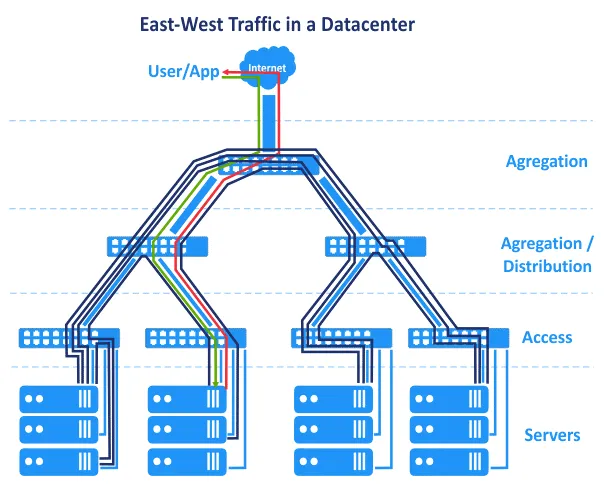 East-West Traffic in a Datacenter
User/App
Internet
Agregation
Agregation /
Distribution
Access
Servers